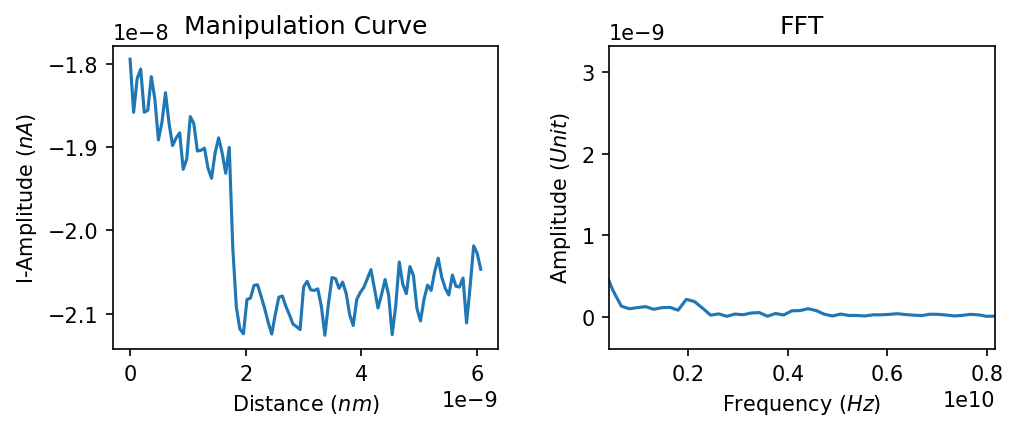 Manipulation Curve
1e−8
−1.8
−1.9
−2.0
−2.1
I-Amplitude (nA)
0
2
4
6
Distance (nm)
1e−9
FFT
1e−9
3
2
1
0
Amplitude (Unit)
0.2
0.4
0.6
0.8
Frequency (Hz)
1e10